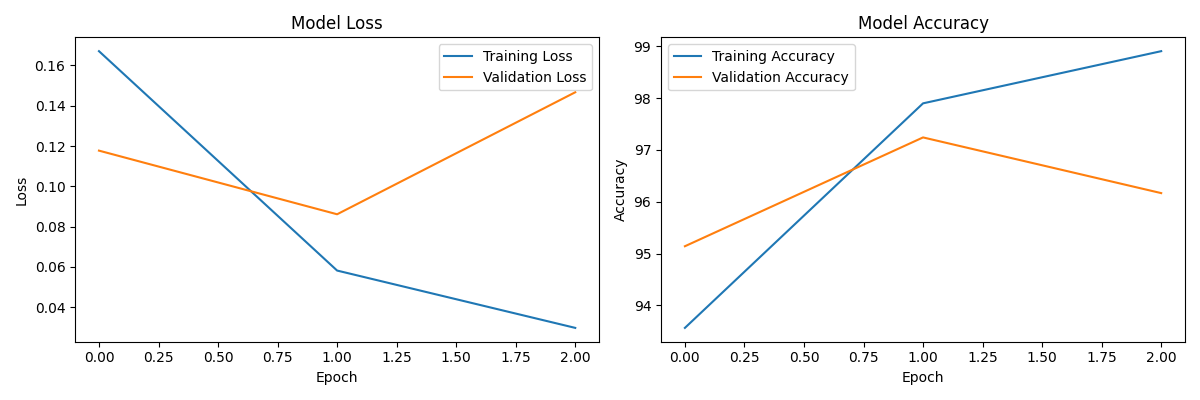 Model Loss
Training Loss
Validation Loss
0.16
0.14
0.12
0.10
0.08
0.06
0.04
Loss
0.00 0.25 0.50 0.75 1.00 1.25 1.50 1.75 2.00
Epoch
Model Accuracy
Training Accuracy
Validation Accuracy
99
98
97
96
95
94
Accuracy
0.00 0.25 0.50 0.75 1.00 1.25 1.50 1.75 2.00
Epoch